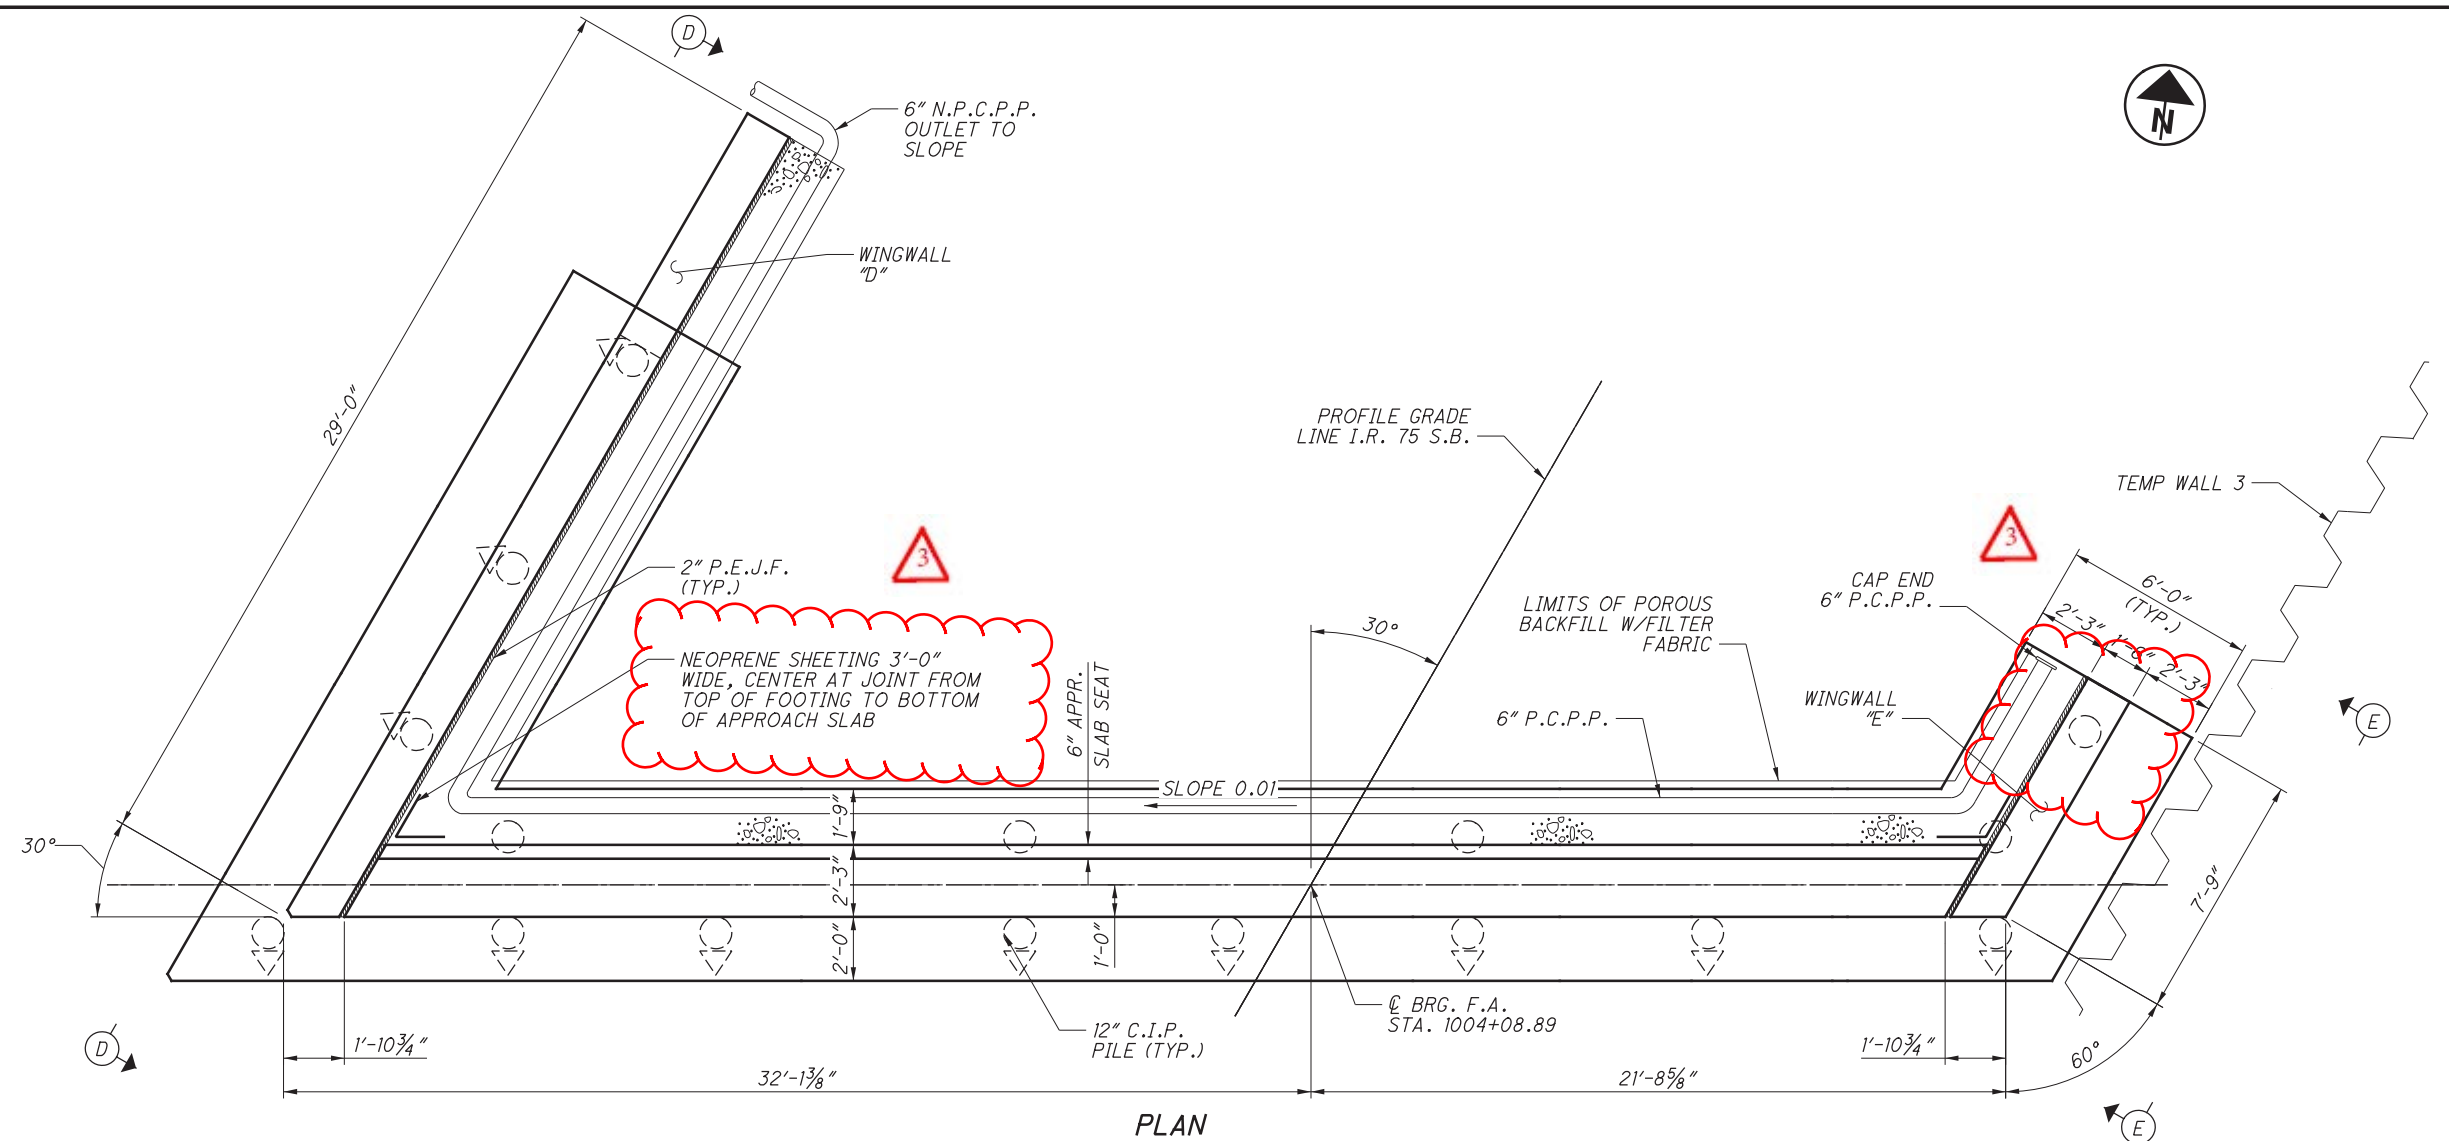 D
6" N.P.C.P.P.
OUTLET TO
SLOPE
N
WINGWALL
"D"
29'-0"
PROFILE GRADE
LINE I.R. 75 S.B.
TEMP WALL 3
3
3
2" P.E.J.F.
(TYP.)
CAP END
6" P.C.P.P.
6'-0"
(TYP.)
LIMITS OF POROUS
BACKFILL W/FILTER
FABRIC
30°
2'-3"
1'-6"
2'-3"
NEOPRENE SHEETING 3'-0"
WIDE, CENTER AT JOINT FROM
TOP OF FOOTING TO BOTTOM
OF APPROACH SLAB
6" APPR.
SLAB SEAT
6" P.C.P.P.
WINGWALL
"E"
E
SLOPE 0.01
1'-9"
30°
2'-3"
7'-9"
2'-0"
1'-0"
℄ BRG. F.A.
STA. 1004+08.89
12" C.I.P.
PILE (TYP.)
D
1'-10¾"
1'-10¾"
60°
32'-1⅜"
21'-8⅝"
E
PLAN